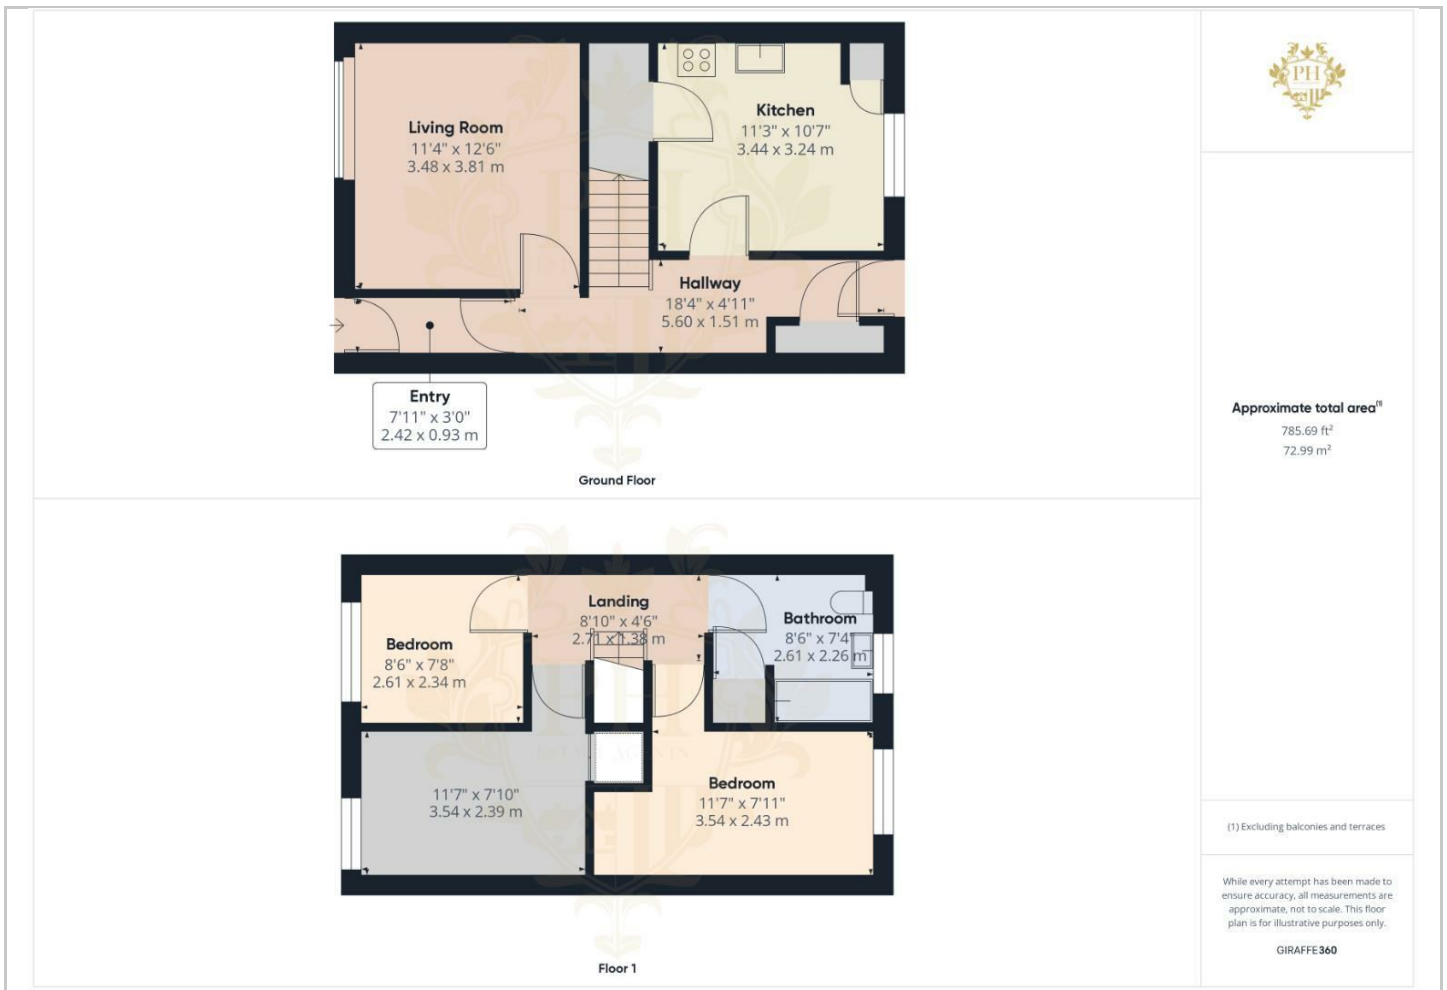 Living Room
11'4" x 12'6"
3.48 x 3.81 m
Kitchen
11'3" x 10'7"
3.44 x 3.24 m
Hallway
18'4" x 4'11"
5.60 x 1.51 m
Entry
7'11" x 3'0"
2.42 x 0.93 m
Ground Floor
Landing
8'10" x 4'6"
2.71 x 1.38 m
Bathroom
8'6" x 7'4"
2.61 x 2.26 m
Bedroom
8'6" x 7'8"
2.61 x 2.34 m
11'7" x 7'10"
3.54 x 2.39 m
Bedroom
11'7" x 7'11"
3.54 x 2.43 m
Floor 1
PH
Approximate total area(1)
785.69 ft²
72.99 m²
(1) Excluding balconies and terraces
While every attempt has been made to
ensure accuracy, all measurements are
approximate, not to scale. This floor
plan is for illustrative purposes only.
GIRAFFE360